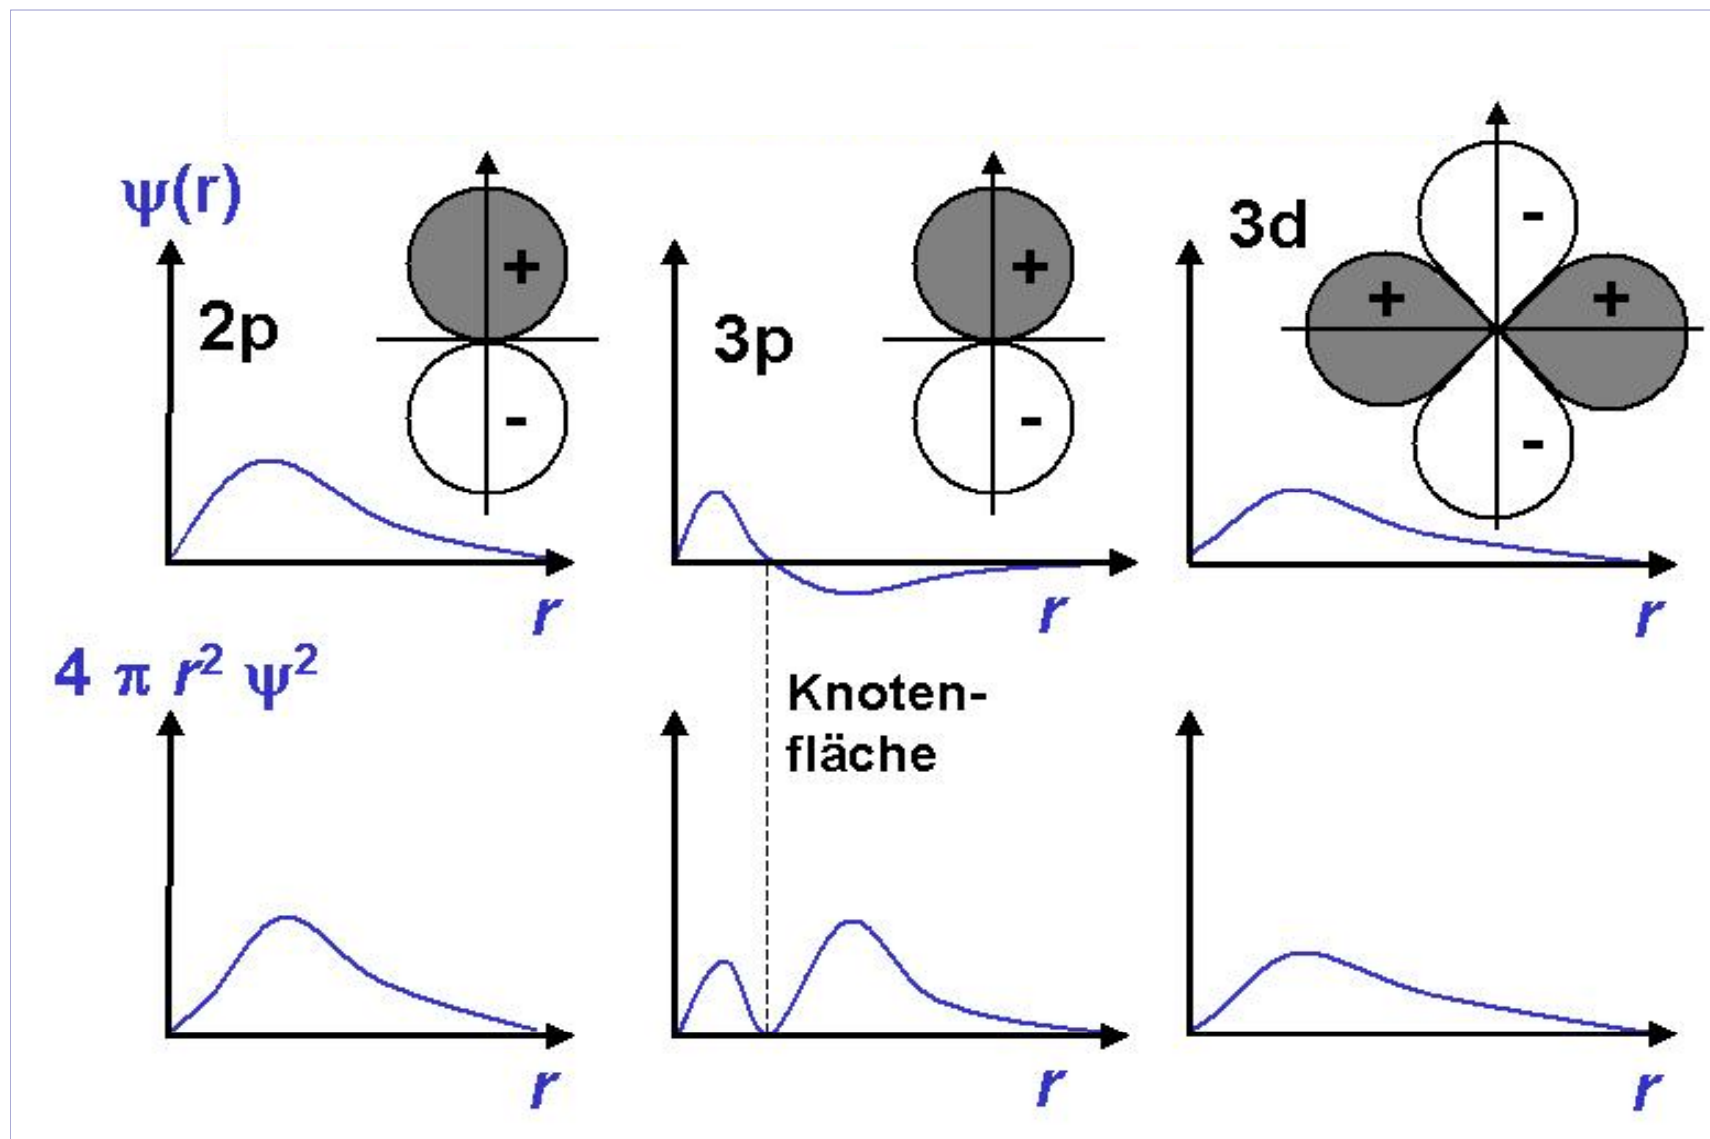 ψ(r)
2p
+
-
r
3p
+
-
r
3d
-
+
+
-
r
4 π r² ψ²
r
Knoten-
fläche
r
r